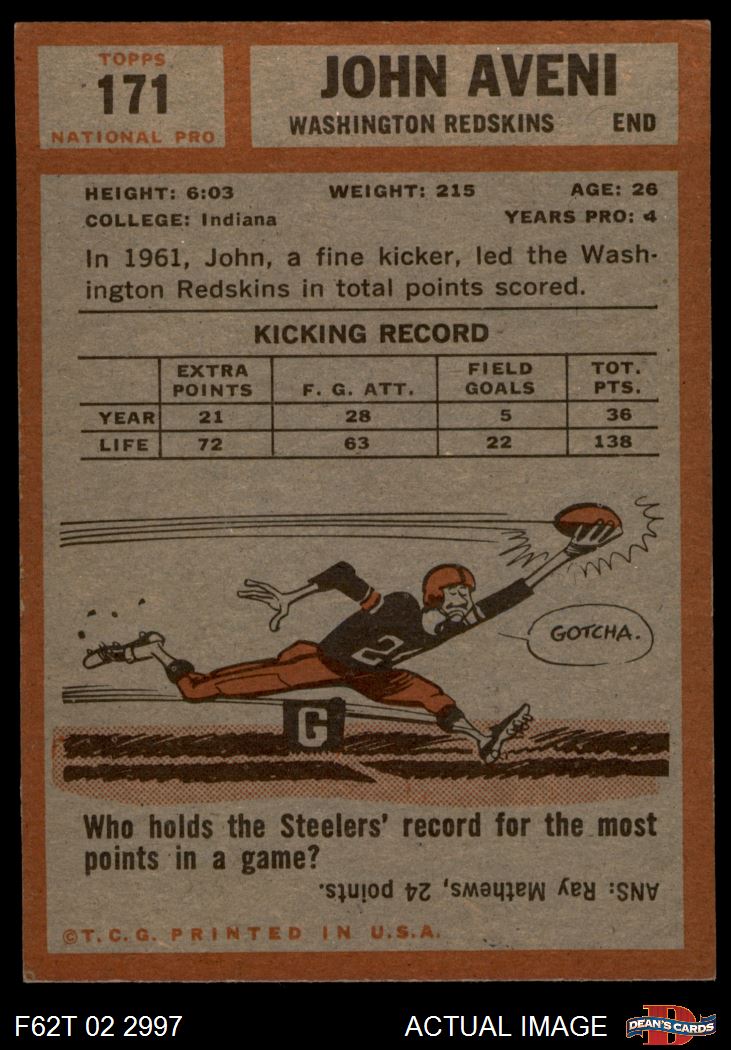 TOPPS
171
NATIONAL PRO
JOHN AVENI
WASHINGTON REDSKINS END
HEIGHT: 6:03 WEIGHT: 215 AGE: 26
COLLEGE: Indiana YEARS PRO: 4
In 1961, John, a fine kicker, led the Wash-
ington Redskins in total points scored.
KICKING RECORD
EXTRA POINTS F. G. ATT. FIELD GOALS TOT. PTS.
YEAR 21 28 5 36
LIFE 72 63 22 138
2
GOTCHA.
G
Who holds the Steelers' record for the most
points in a game?
ANS: Ray Mathews, 24 points.
©T.C.G. PRINTED IN U.S.A.
F62T 02 2997 ACTUAL IMAGE
D
DEAN'S CARDS